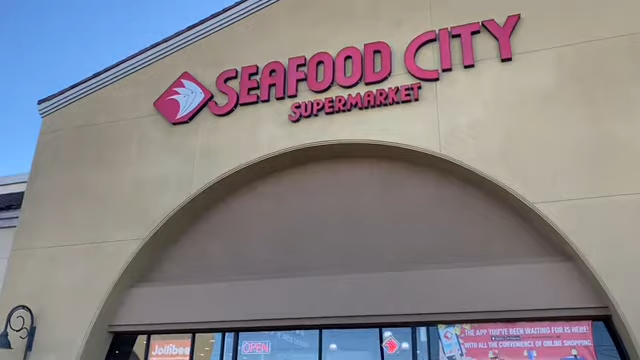 SEAFOOD CITY
SUPERMARKET
Jollibee
OPEN
THE APP YOU'VE BEEN WAITING FOR IS HERE!
WITH ALL THE CONVENIENCE OF ONLINE SHOPPING